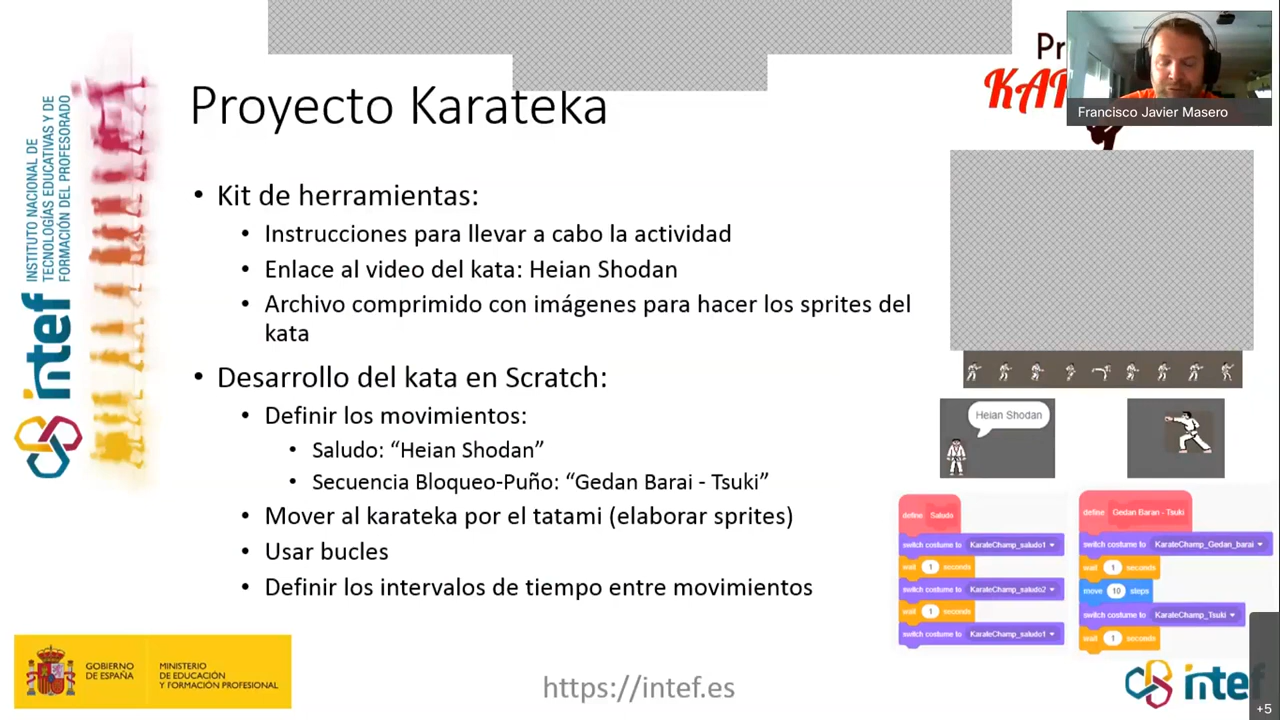 INSTITUTO NACIONAL DE
TECNOLOGÍAS EDUCATIVAS Y DE
FORMACIÓN DEL PROFESORADO
intef
Proyecto Karateka
Francisco Javier Masero
• Kit de herramientas:
• Instrucciones para llevar a cabo la actividad
• Enlace al video del kata: Heian Shodan
• Archivo comprimido con imágenes para hacer los sprites del
kata
• Desarrollo del kata en Scratch:
• Definir los movimientos:
• Saludo: “Heian Shodan”
• Secuencia Bloqueo-Puño: “Gedan Barai - Tsuki”
• Mover al karateka por el tatami (elaborar sprites)
• Usar bucles
• Definir los intervalos de tiempo entre movimientos
Heian Shodan
define Saludo
switch costume to KarateChamp_saludo1
wait 1 seconds
switch costume to KarateChamp_saludo2
wait 1 seconds
switch costume to KarateChamp_saludo1
define Gedan Baran - Tsuki
switch costume to KarateChamp_Gedan_barai
wait 1 seconds
move 10 steps
switch costume to KarateChamp_Tsuki
wait 1 seconds
GOBIERNO
DE ESPAÑA
MINISTERIO
DE EDUCACIÓN
Y FORMACIÓN PROFESIONAL
https://intef.es
intef
+5